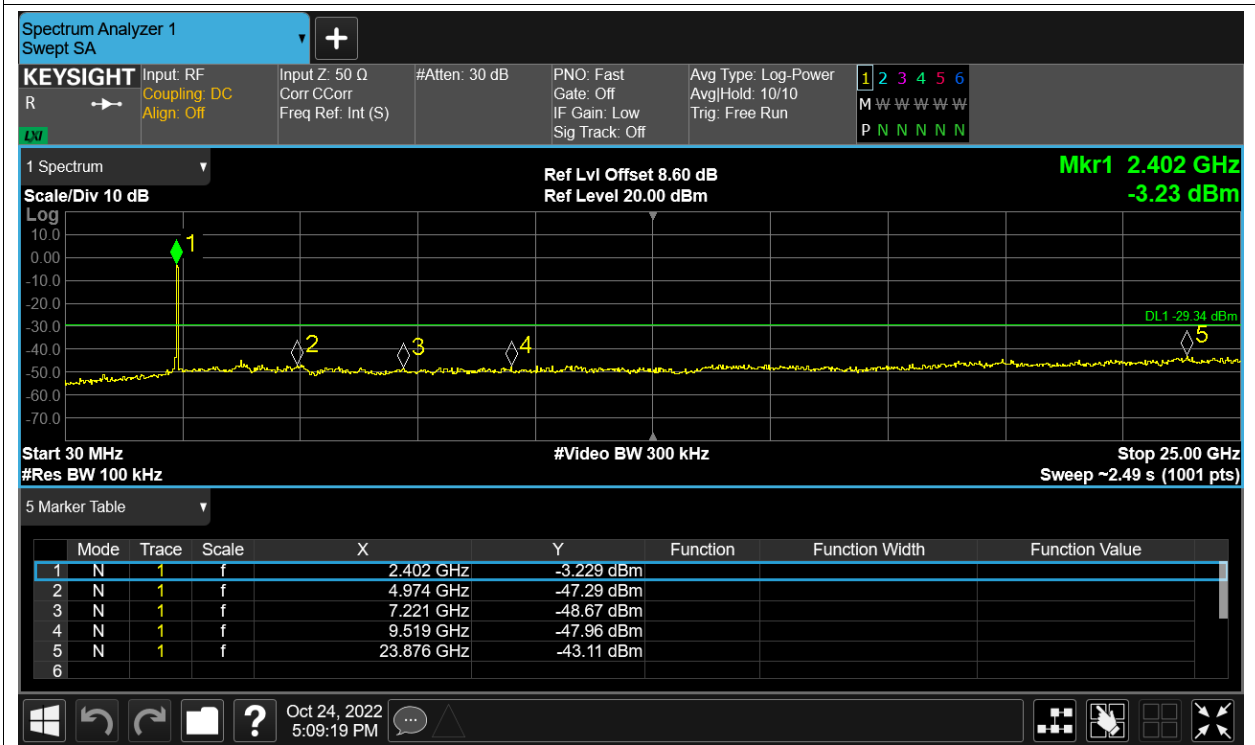 Spectrum Analyzer 1
Swept SA
KEYSIGHT
R
LXI
Input: RF
Coupling: DC
Align: Off
Input Z: 50 Ω
Corr CCorr
Freq Ref: Int (S)
#Atten: 30 dB
PNO: Fast
Gate: Off
IF Gain: Low
Sig Track: Off
Avg Type: Log-Power
Avg|Hold: 10/10
Trig: Free Run
1 2 3 4 5 6
M W W W W W
P N N N N N
1 Spectrum
Scale/Div 10 dB
Ref Lvl Offset 8.60 dB
Ref Level 20.00 dBm
Mkr1 2.402 GHz
-3.23 dBm
Log
10.0
0.00
-10.0
-20.0
-30.0
-40.0
-50.0
-60.0
-70.0
1
2
3
4
5
DL1 -29.34 dBm
Start 30 MHz
#Res BW 100 kHz
#Video BW 300 kHz
Stop 25.00 GHz
Sweep ~2.49 s (1001 pts)
5 Marker Table
Mode Trace Scale X Y Function Function Width Function Value
1 N 1 f 2.402 GHz -3.229 dBm
2 N 1 f 4.974 GHz -47.29 dBm
3 N 1 f 7.221 GHz -48.67 dBm
4 N 1 f 9.519 GHz -47.96 dBm
5 N 1 f 23.876 GHz -43.11 dBm
6
?
Oct 24, 2022
5:09:19 PM